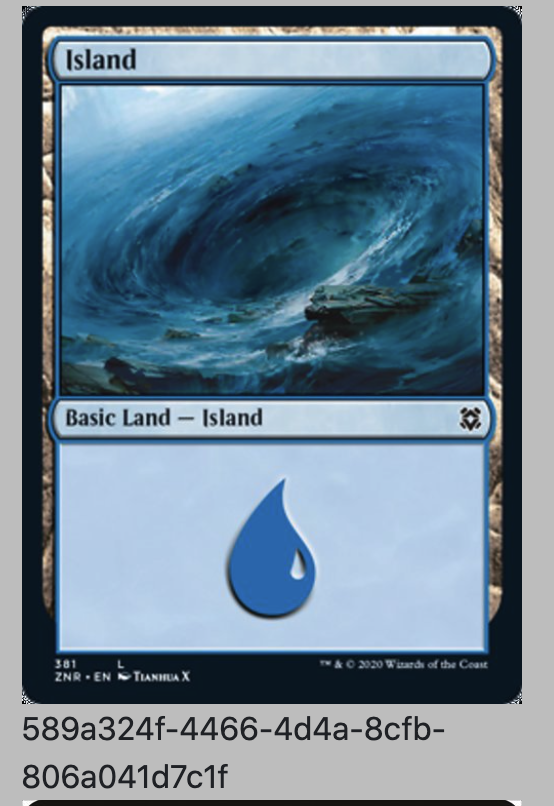 Island
Basic Land — Island
381 L
™ & © 2020 Wizards of the Coast
ZNR • EN TIANHUA X
589a324f-4466-4d4a-8cfb-
806a041d7c1f